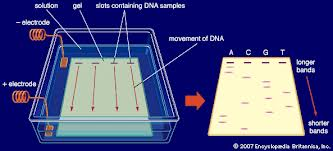 solution
gel
slots containing DNA samples
− electrode
movement of DNA
+ electrode
A C G T
longer
bands
shorter
bands
© 2007 Encyclopædia Britannica, Inc.